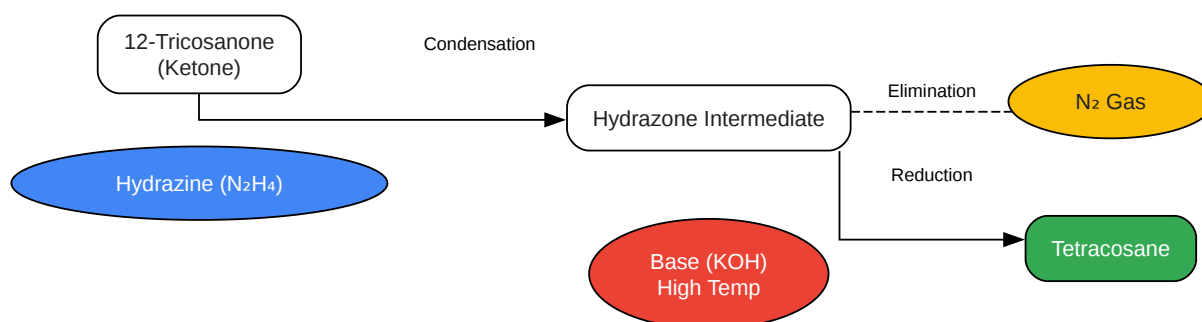 12-Tricosanone
(Ketone)
Condensation
Hydrazine (N₂H₄)
Hydrazone Intermediate
Elimination
N₂ Gas
Reduction
Base (KOH)
High Temp
Tetracosane